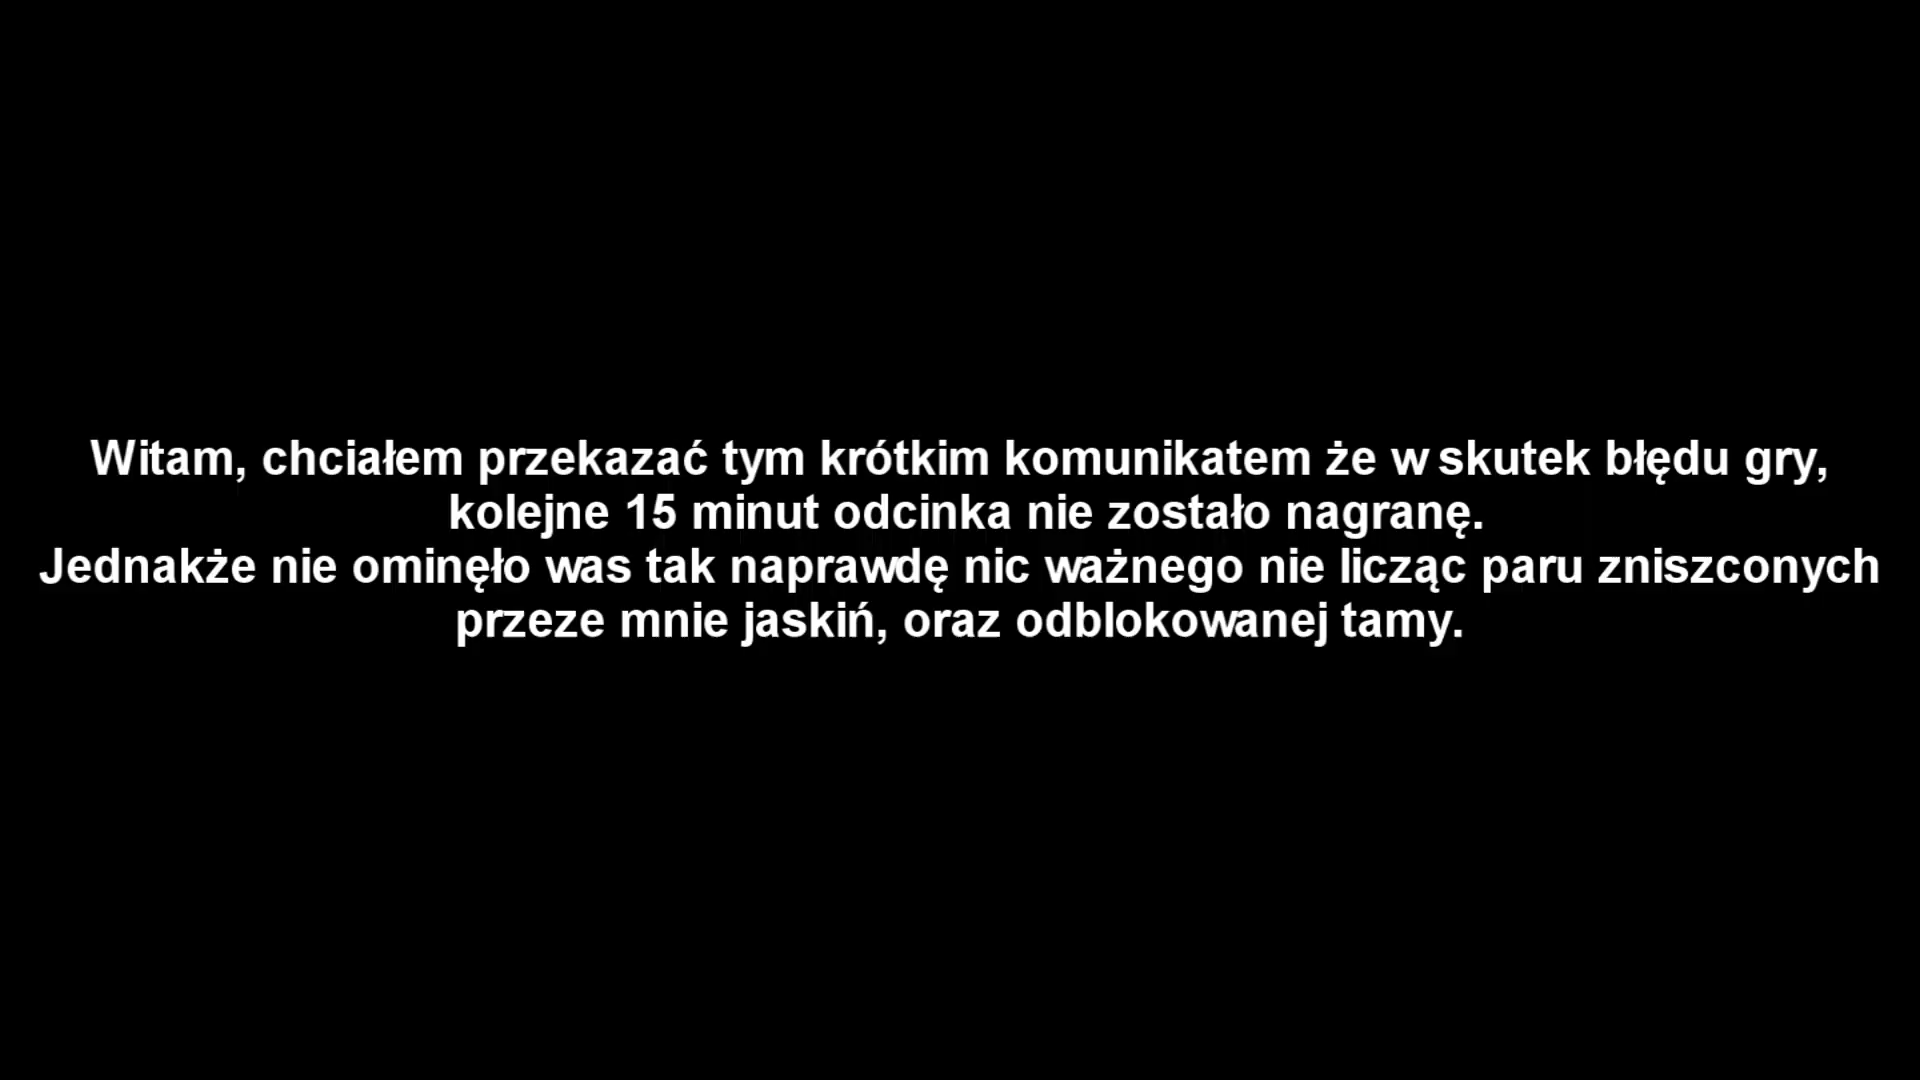 Witam, chciałem przekazać tym krótkim komunikatem że w skutek błędu gry,
kolejne 15 minut odcinka nie zostało nagranę.
Jednakże nie ominęło was tak naprawdę nic ważnego nie licząc paru zniszconych
przeze mnie jaskiń, oraz odblokowanej tamy.